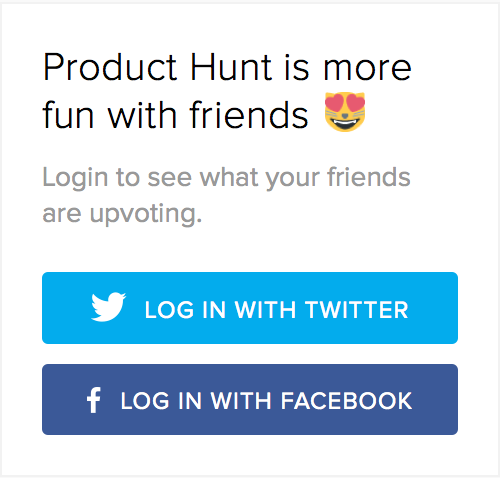 Product Hunt is more
fun with friends 😻
Login to see what your friends
are upvoting.
LOG IN WITH TWITTER
LOG IN WITH FACEBOOK